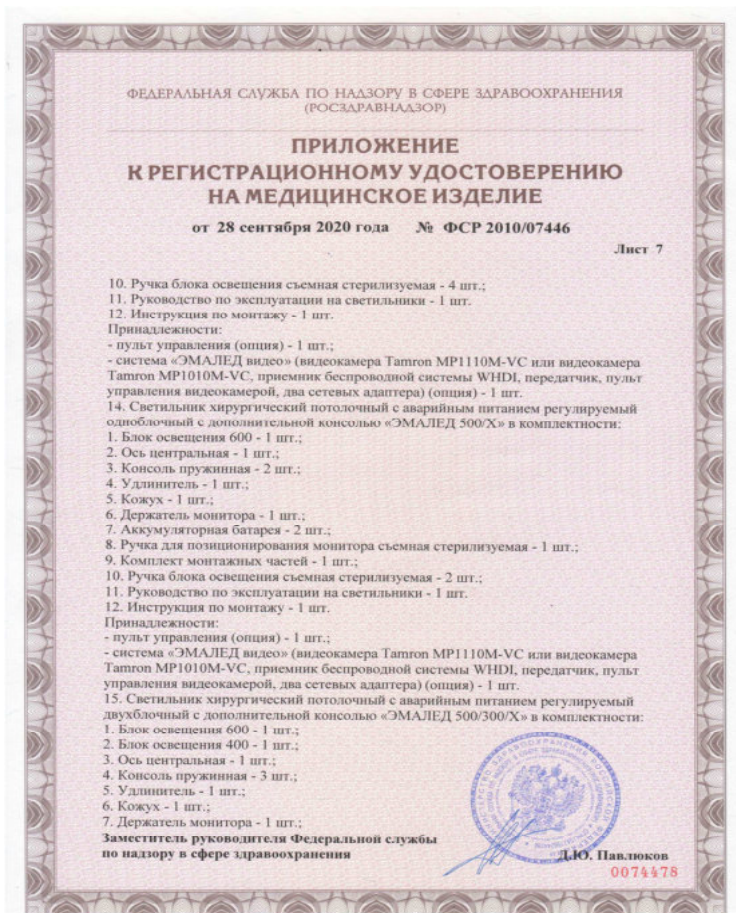 ФЕДЕРАЛЬНАЯ СЛУЖБА ПО НАДЗОРУ В СФЕРЕ ЗДРАВООХРАНЕНИЯ
(РОСЗДРАВНАДЗОР)
ПРИЛОЖЕНИЕ
К РЕГИСТРАЦИОННОМУ УДОСТОВЕРЕНИЮ
НА МЕДИЦИНСКОЕ ИЗДЕЛИЕ
от 28 сентября 2020 года № ФСР 2010/07446
Лист 7
10. Ручка блока освещения съемная стерилизуемая - 4 шт.;
11. Руководство по эксплуатации на светильники - 1 шт.
12. Инструкция по монтажу - 1 шт.
Принадлежности:
- пульт управления (опция) - 1 шт.;
- система «ЭМАЛЕД видео» (видеокамера Tamron MP1110M-VC или видеокамера
Tamron MP1010M-VC, приемник беспроводной системы WHDI, передатчик, пульт
управления видеокамерой, два сетевых адаптера) (опция) - 1 шт.
14. Светильник хирургический потолочный с аварийным питанием регулируемый
одноблочный с дополнительной консолью «ЭМАЛЕД 500/Х» в комплектности:
1. Блок освещения 600 - 1 шт.;
2. Ось центральная - 1 шт.;
3. Консоль пружинная - 2 шт.;
4. Удлинитель - 1 шт.;
5. Кожух - 1 шт.;
6. Держатель монитора - 1 шт.;
7. Аккумуляторная батарея - 2 шт.;
8. Ручка для позиционирования монитора съемная стерилизуемая - 1 шт.;
9. Комплект монтажных частей - 1 шт.;
10. Ручка блока освещения съемная стерилизуемая - 2 шт.;
11. Руководство по эксплуатации на светильники - 1 шт.
12. Инструкция по монтажу - 1 шт.
Принадлежности:
- пульт управления (опция) - 1 шт.;
- система «ЭМАЛЕД видео» (видеокамера Tamron MP1110M-VC или видеокамера
Tamron MP1010M-VC, приемник беспроводной системы WHDI, передатчик, пульт
управления видеокамерой, два сетевых адаптера) (опция) - 1 шт.
15. Светильник хирургический потолочный с аварийным питанием регулируемый
двухблочный с дополнительной консолью «ЭМАЛЕД 500/300/Х» в комплектности:
1. Блок освещения 600 - 1 шт.;
2. Блок освещения 400 - 1 шт.;
3. Ось центральная - 1 шт.;
4. Консоль пружинная - 3 шт.;
5. Удлинитель - 1 шт.;
6. Кожух - 1 шт.;
7. Держатель монитора - 1 шт.;
Заместитель руководителя Федеральной службы
по надзору в сфере здравоохранения
Д.Ю. Павлюков
0074478